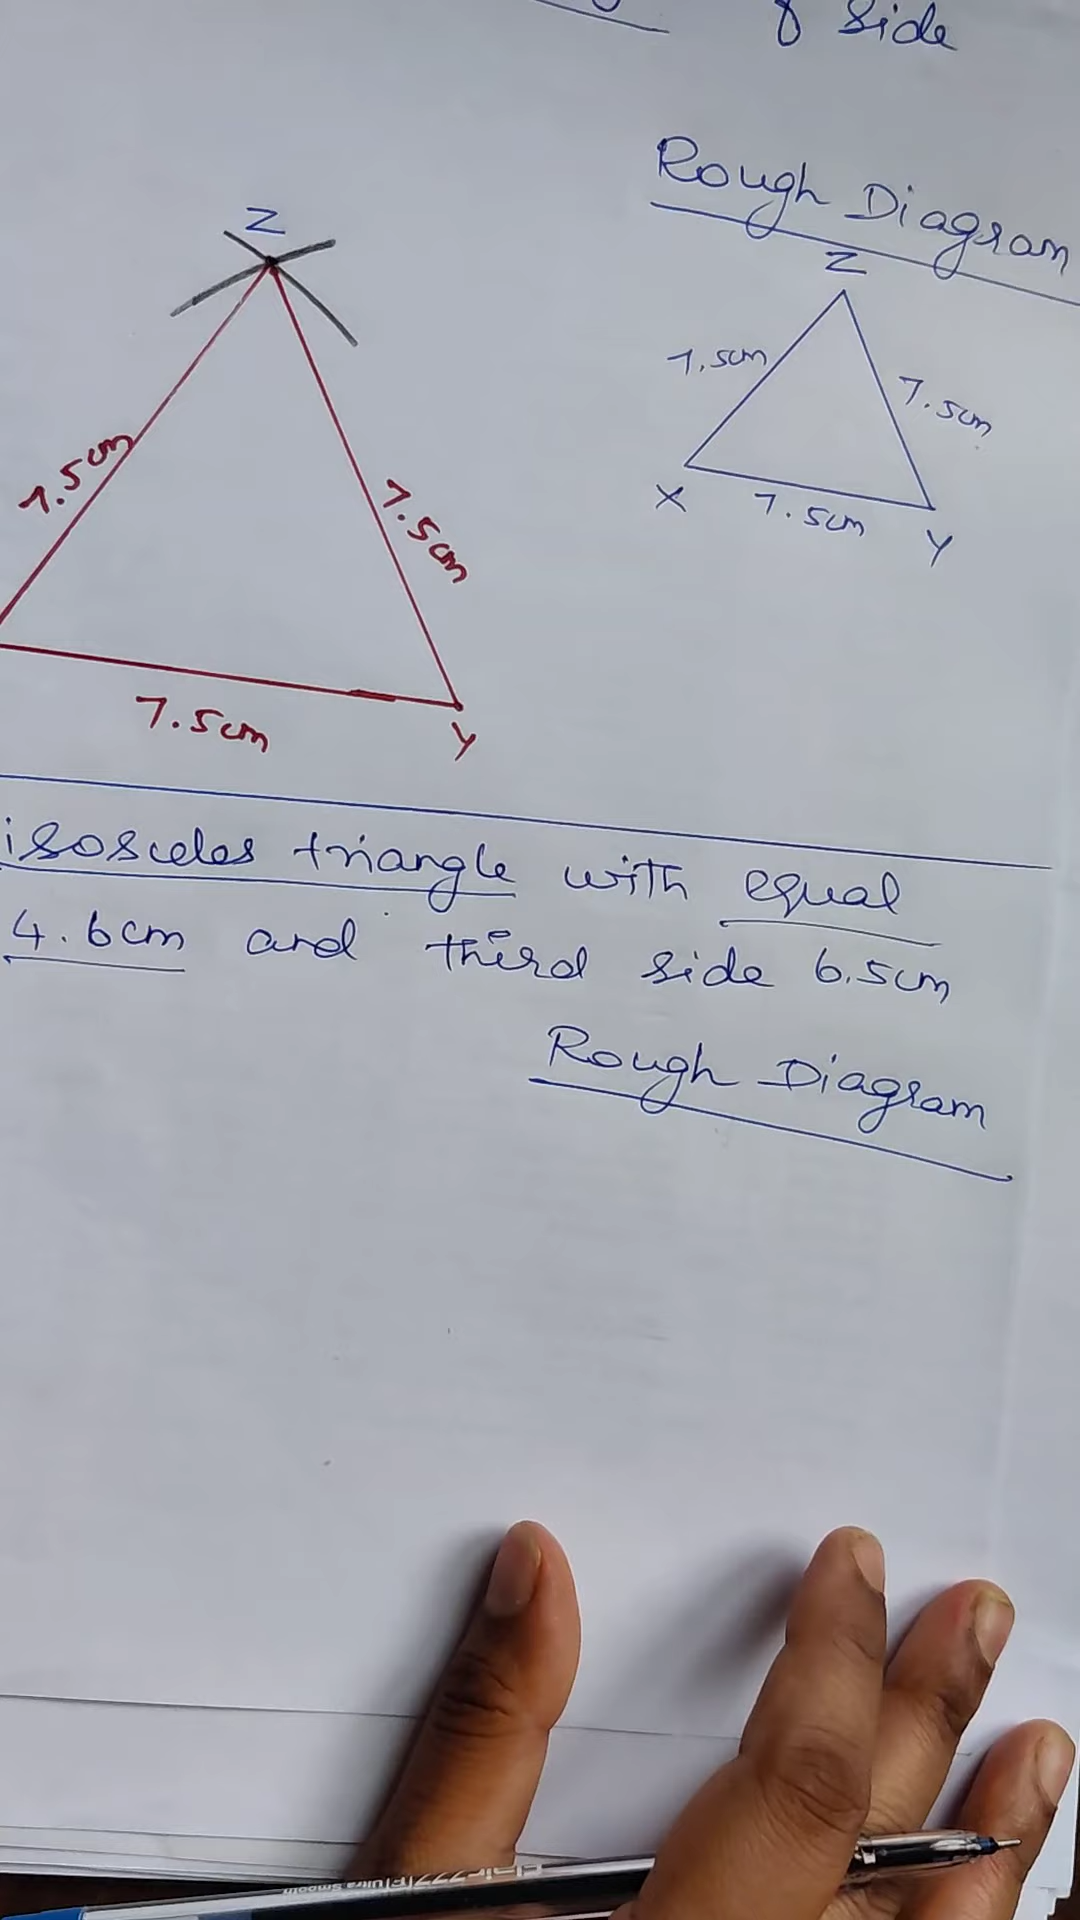 of side
Rough Diagram
Z
7.5cm
7.5cm
X
7.5cm
Y
Z
7.5cm
7.5cm
7.5cm
Y
isosceles triangle with equal
4.6cm and third side 6.5cm
Rough Diagram